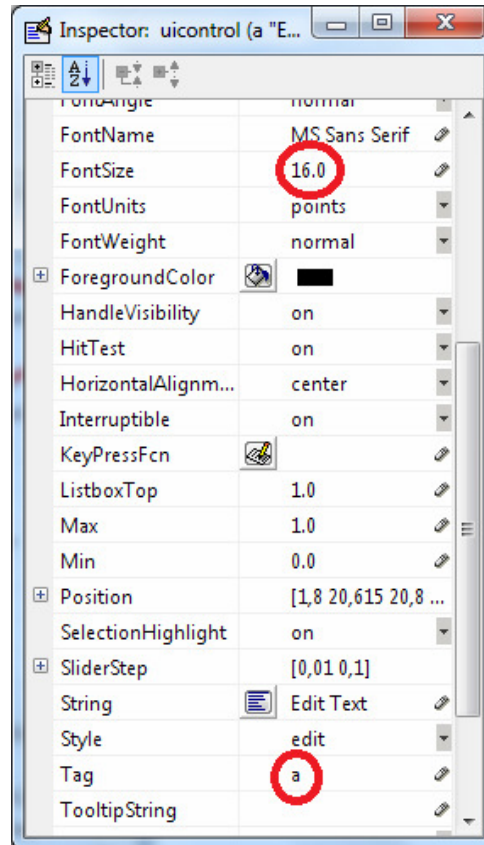 Inspector: uicontrol (a "E...
FontAngle normal
FontName MS Sans Serif
FontSize 16.0
FontUnits points
FontWeight normal
ForegroundColor
HandleVisibility on
HitTest on
HorizontalAlignm... center
Interruptible on
KeyPressFcn
ListboxTop 1.0
Max 1.0
Min 0.0
Position [1,8 20,615 20,8 ...
SelectionHighlight on
SliderStep [0,01 0,1]
String Edit Text
Style edit
Tag a
TooltipString